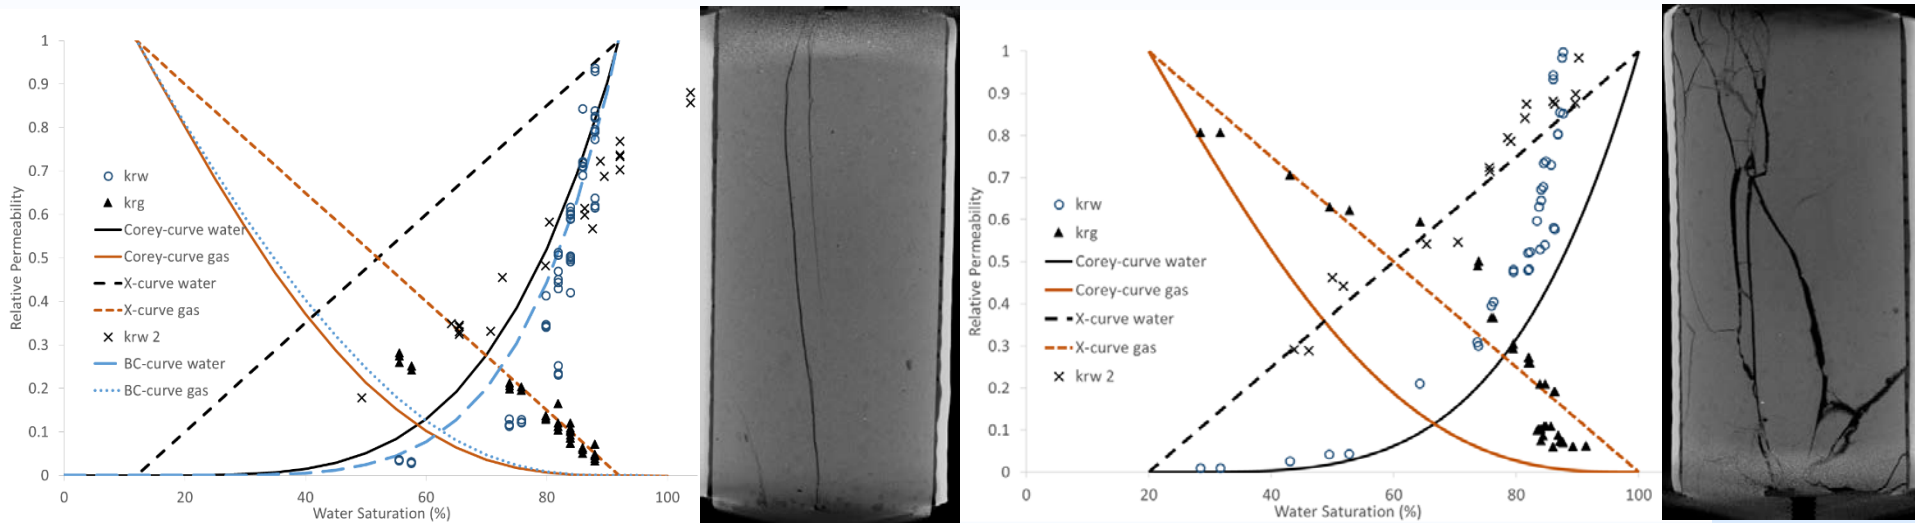 1
0.9
0.8
0.7
0.6
0.5
0.4
0.3
0.2
0.1
0
Relative Permeability
krw
krg
Corey-curve water
Corey-curve gas
X-curve water
X-curve gas
krw 2
BC-curve water
BC-curve gas
0 20 40 60 80 100
Water Saturation (%)
1
0.9
0.8
0.7
0.6
0.5
0.4
0.3
0.2
0.1
0
Relative Permeability
krw
krg
Corey-curve water
Corey-curve gas
X-curve water
X-curve gas
krw 2
0 20 40 60 80 100
Water Saturation (%)